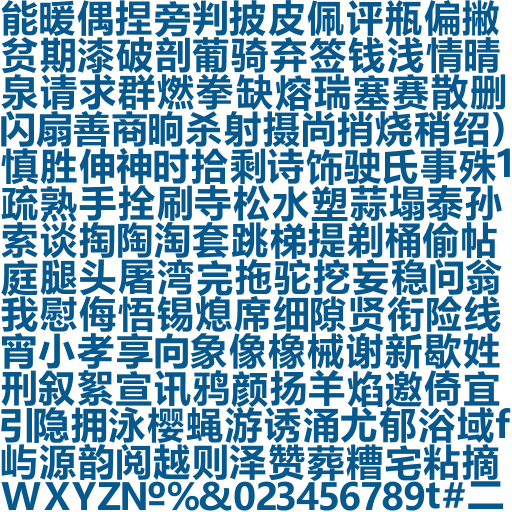 能暖偶捏旁判披皮佩评瓶偏撇
贫期漆破剖葡骑弃签钱浅情晴
泉请求群燃拳缺熔瑞塞赛散删
闪扇善商晌杀射摄尚捎烧稍绍)
慎胜伸神时拾剩诗饰驶氏事殊1
疏熟手拴刷寺松水塑蒜塌泰孙
索谈掏陶淘套跳梯提剃桶偷帖
庭腿头屠湾完拖驼挖妄稳问翁
我慰侮悟锡熄席细隙贤衔险线
宵小孝享向象像橡械谢新歇姓
刑叙絮宣讯鸦颜扬羊焰邀倚宜
引隐拥泳樱蝇游诱涌尤郁浴域f
屿源韵阅越则泽赞葬糟宅粘摘
WXYZ№%&023456789t#二